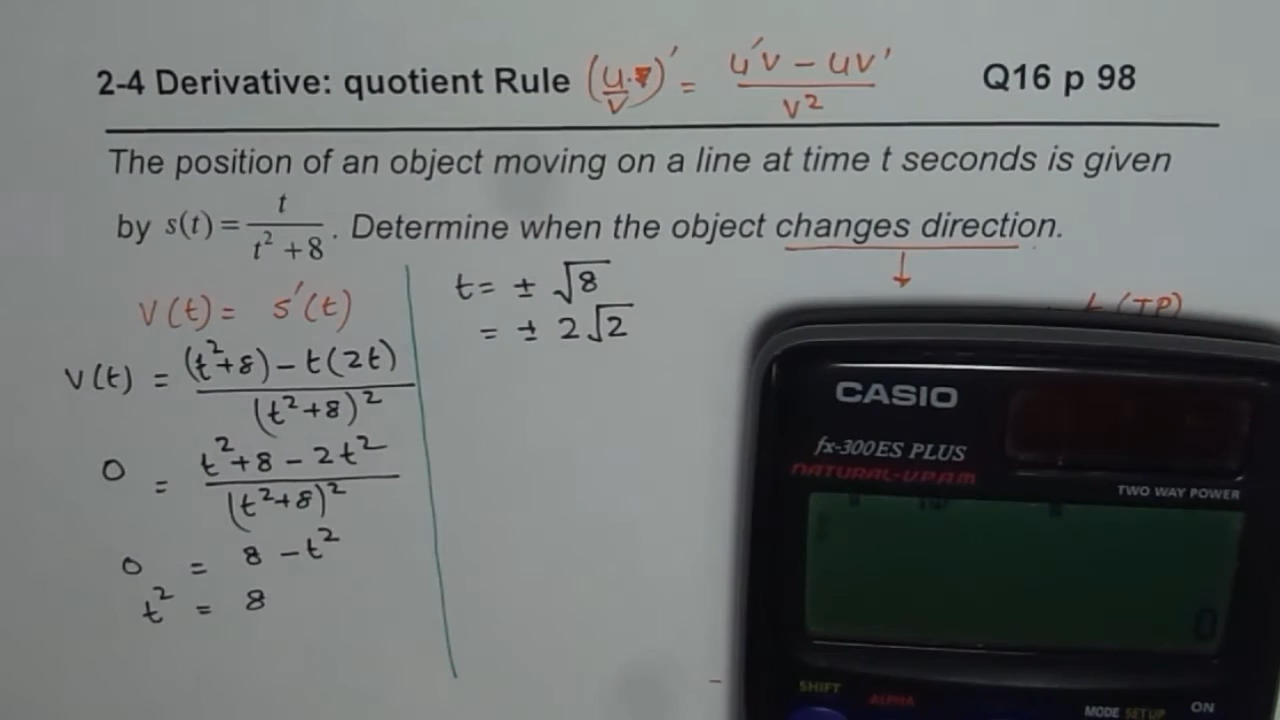 2-4 Derivative: quotient Rule (u/v)' = u'v - uv' / v² Q16 p 98
The position of an object moving on a line at time t seconds is given
by s(t) = t / t² + 8 . Determine when the object changes direction.
V(t) = s'(t)
V(t) = (t²+8) - t(2t) / (t²+8)²
0 = t²+8 - 2t² / (t²+8)²
0 = 8 - t²
t² = 8
t = ± √8
= ± 2√2
t (TP)
CASIO
fx-300ES PLUS
NATURAL-V.P.A.M.
TWO WAY POWER
0
SHIFT ALPHA MODE SETUP ON